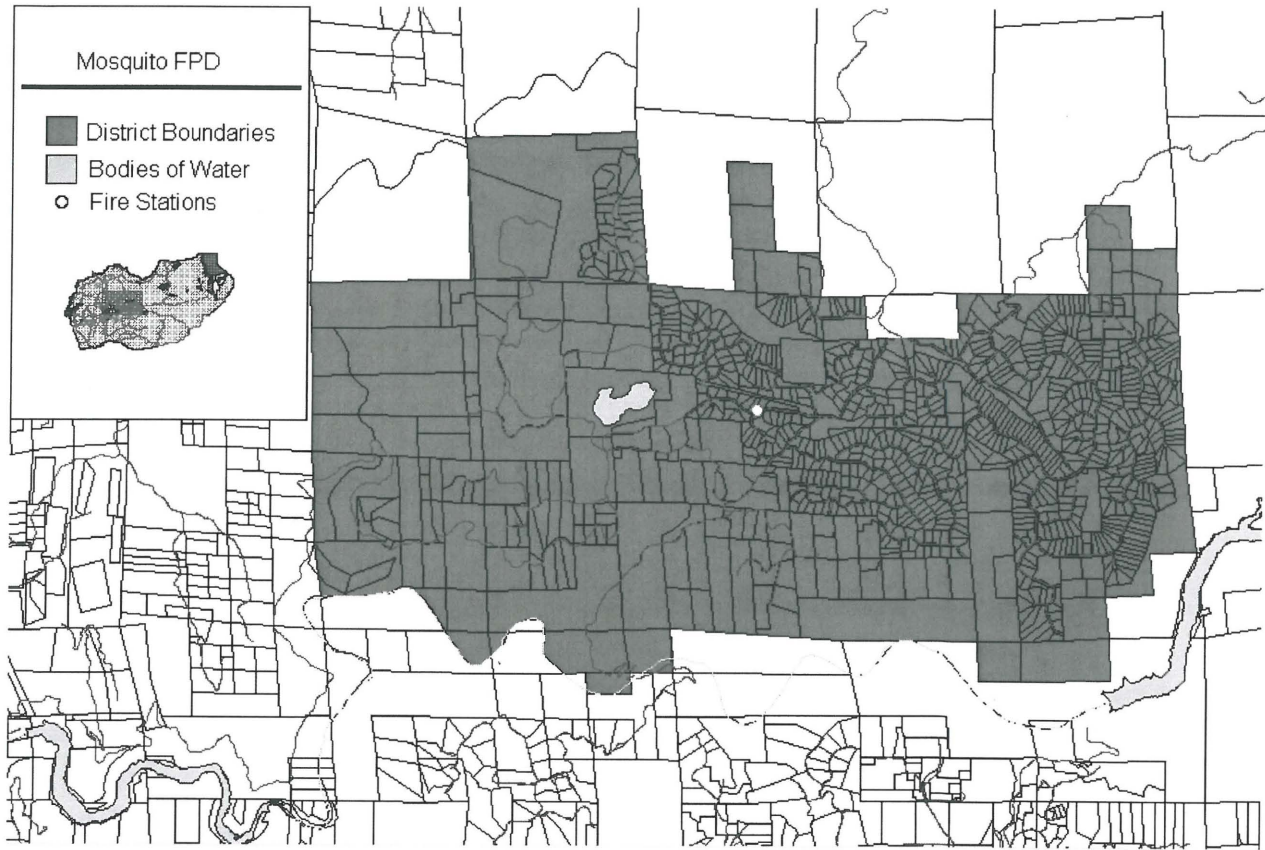 Mosquito FPD
District Boundaries
Bodies of Water
Fire Stations